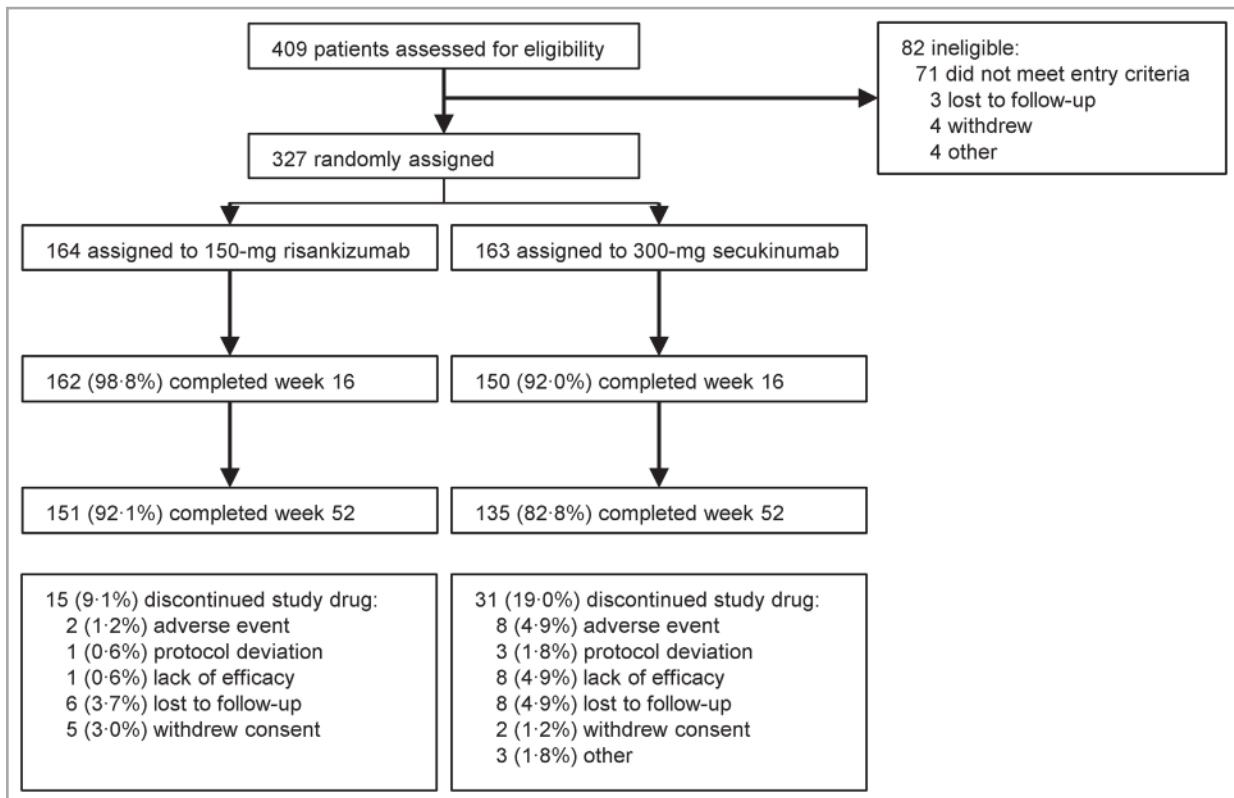 409 patients assessed for eligibility
82 ineligible:
71 did not meet entry criteria
3 lost to follow-up
4 withdrew
4 other
327 randomly assigned
164 assigned to 150-mg risankizumab
163 assigned to 300-mg secukinumab
162 (98·8%) completed week 16
150 (92·0%) completed week 16
151 (92·1%) completed week 52
135 (82·8%) completed week 52
15 (9·1%) discontinued study drug:
2 (1·2%) adverse event
1 (0·6%) protocol deviation
1 (0·6%) lack of efficacy
6 (3·7%) lost to follow-up
5 (3·0%) withdrew consent
31 (19·0%) discontinued study drug:
8 (4·9%) adverse event
3 (1·8%) protocol deviation
8 (4·9%) lack of efficacy
8 (4·9%) lost to follow-up
2 (1·2%) withdrew consent
3 (1·8%) other